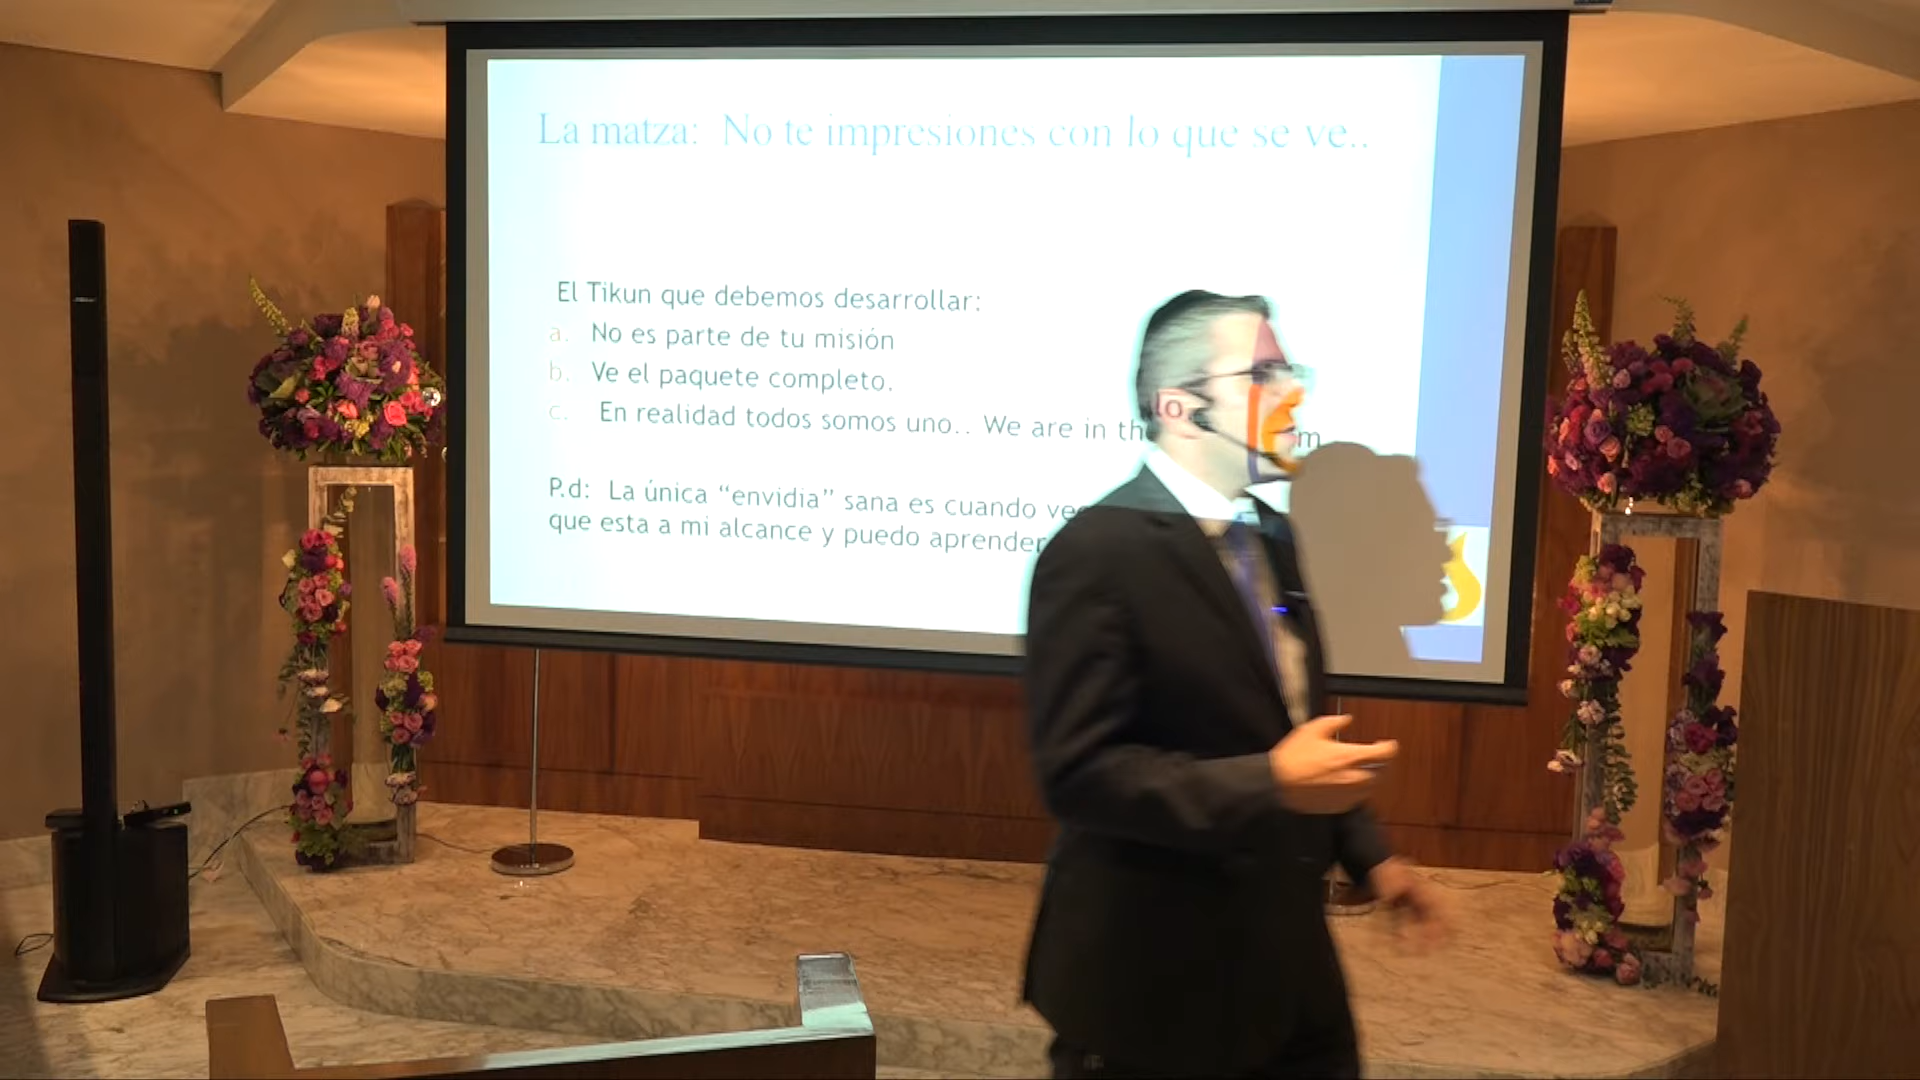 La matza: No te impresiones con lo que se ve..
El Tikun que debemos desarrollar:
a. No es parte de tu misión
b. Ve el paquete completo.
c. En realidad todos somos uno.. We are in
P.d: La única “envidia” sana es cuando
que esta a mi alcance y puedo aprender